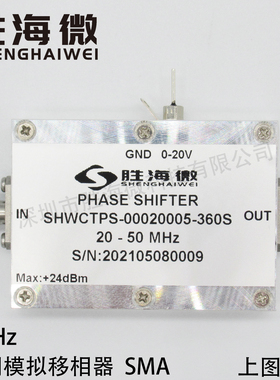 胜海微
SHENGHAIWEI
GND 0-20V
胜海微
SHENGHAIWEI
PHASE SHIFTER
IN SHWCTPS-00020005-360S OUT
20 - 50 MHz
S/N:202105080009
Max:+24dBm
Hz
模拟移相器 SMA
上图